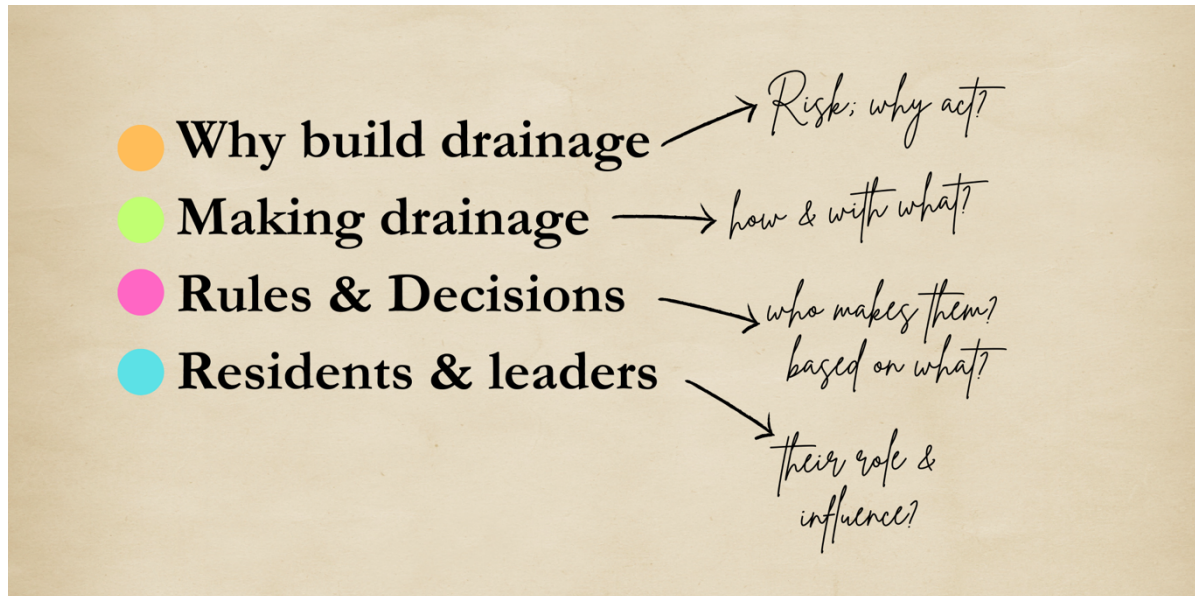 Why build drainage
Risk; why act?
Making drainage
how & with what?
Rules & Decisions
who makes them?
based on what?
Residents & leaders
their role &
influence?